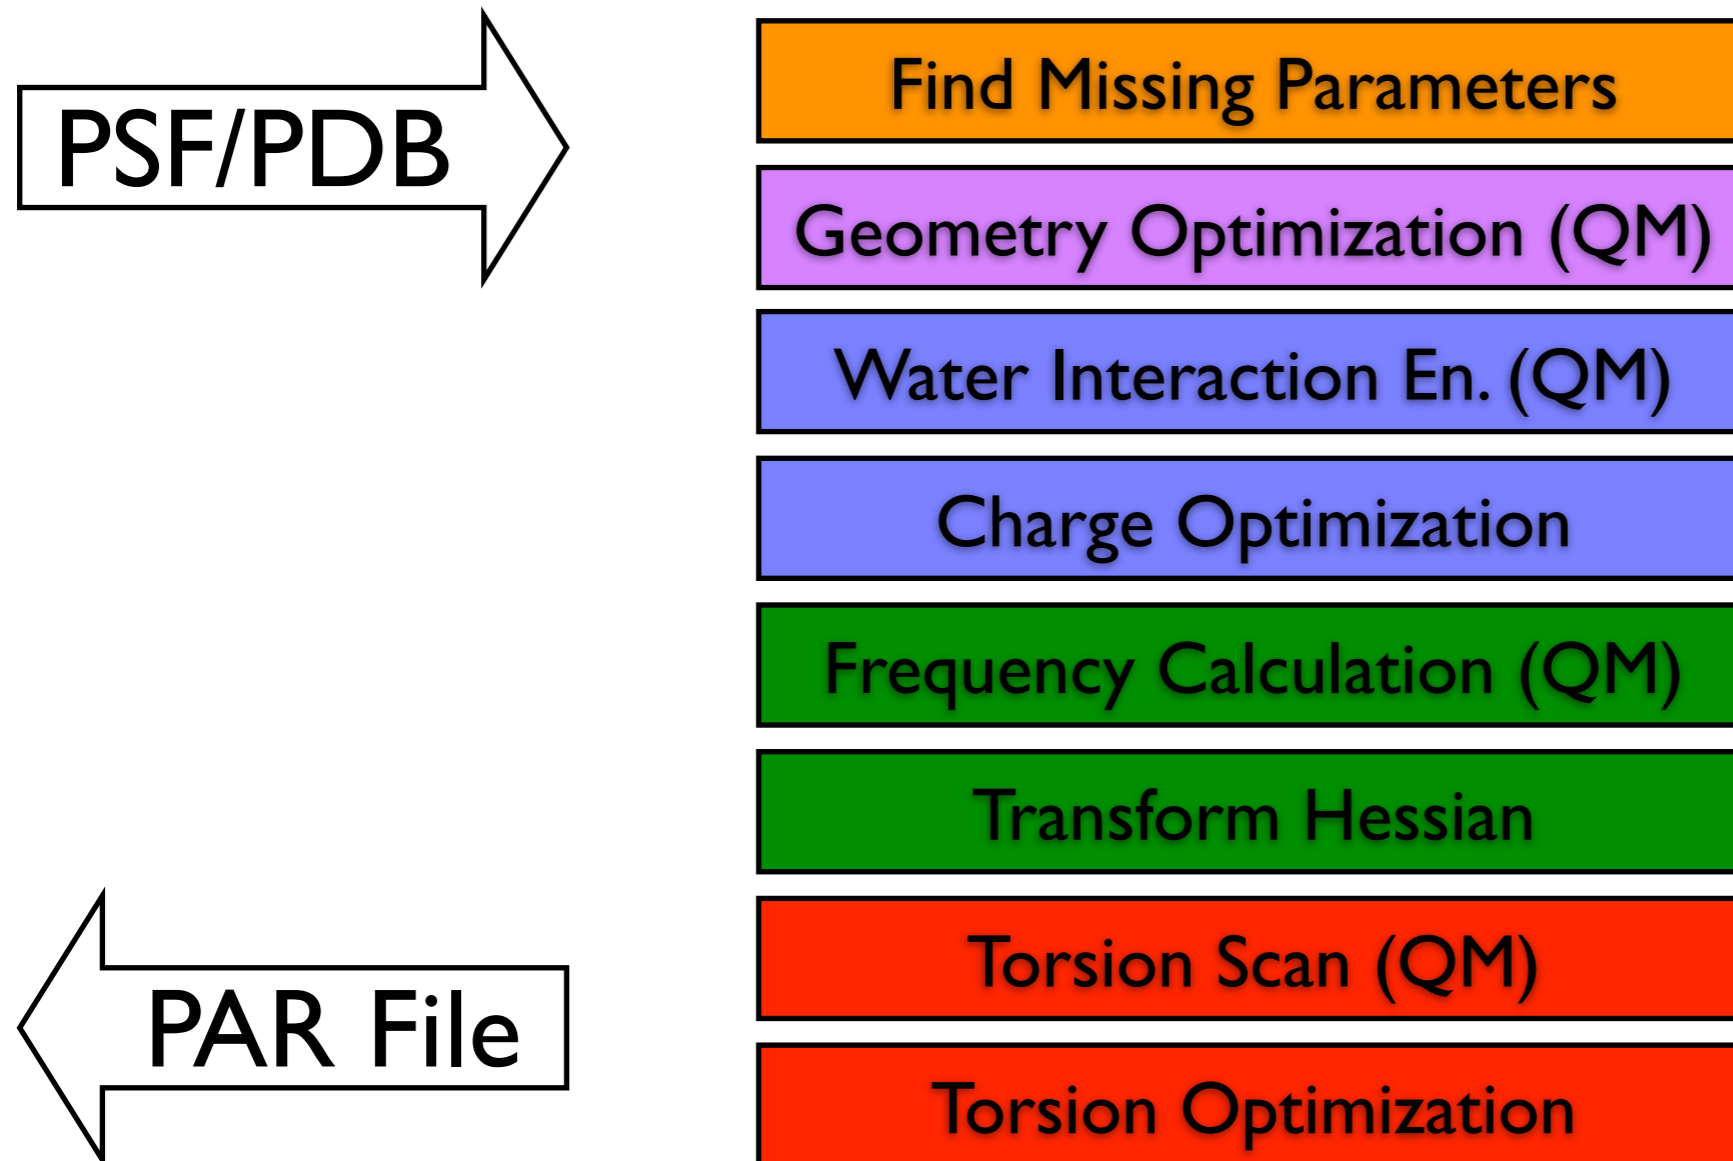 PSF/PDB
Find Missing Parameters
Geometry Optimization (QM)
Water Interaction En. (QM)
Charge Optimization
Frequency Calculation (QM)
Transform Hessian
Torsion Scan (QM)
PAR File
Torsion Optimization